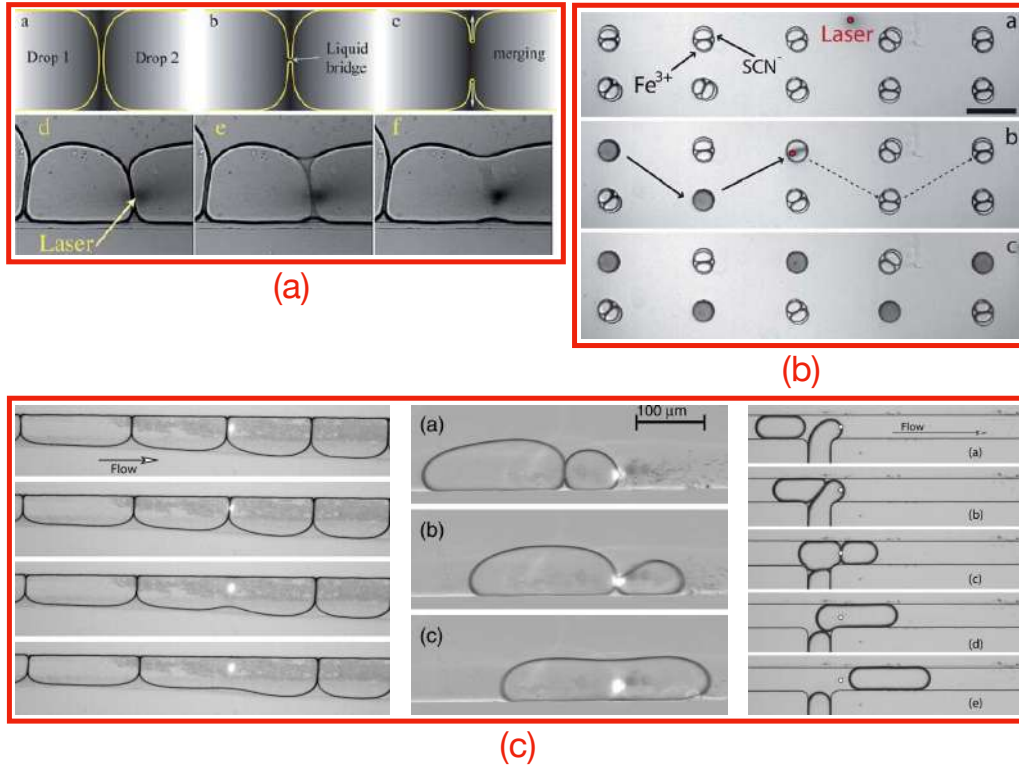 a
b
c
Drop 1
Drop 2
Liquid
bridge
merging
d
e
f
Laser
(a)
a
Laser
Fe³⁺
SCN⁻
b
c
(b)
Flow
(a)
100 μm
(b)
(c)
Flow
(a)
(b)
(c)
(d)
(e)
(c)